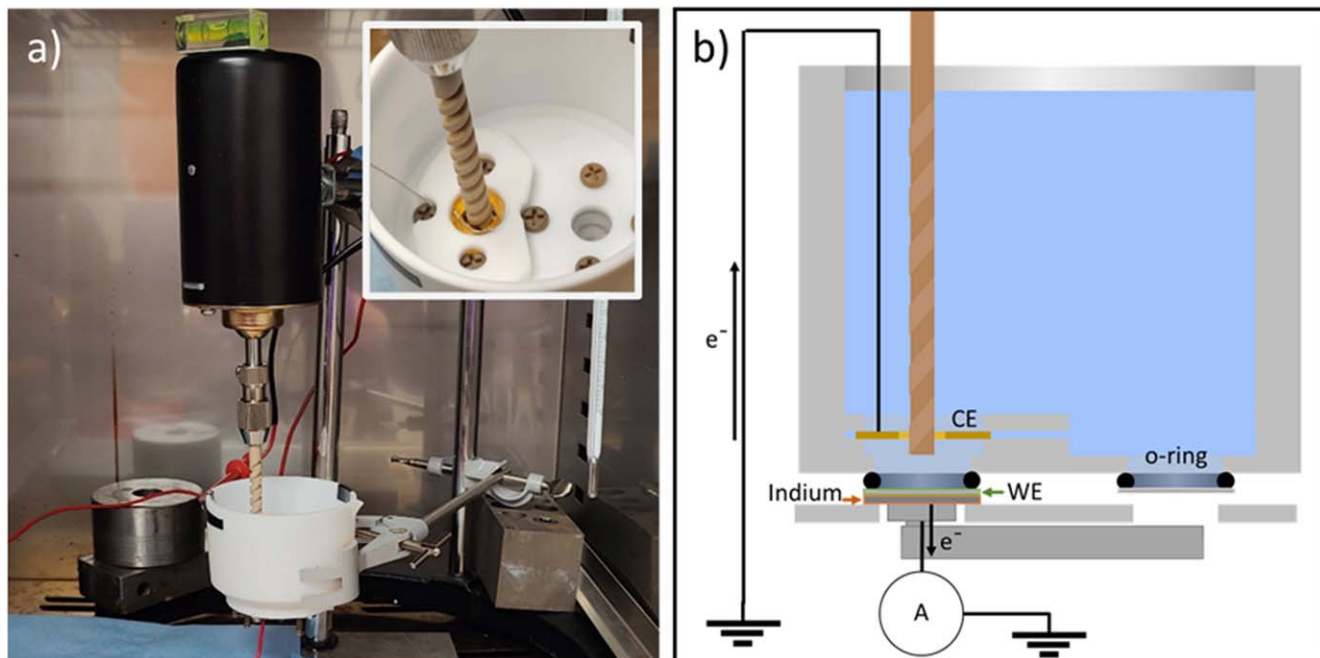 a)
b)
e⁻
CE
o-ring
Indium
WE
e⁻
A